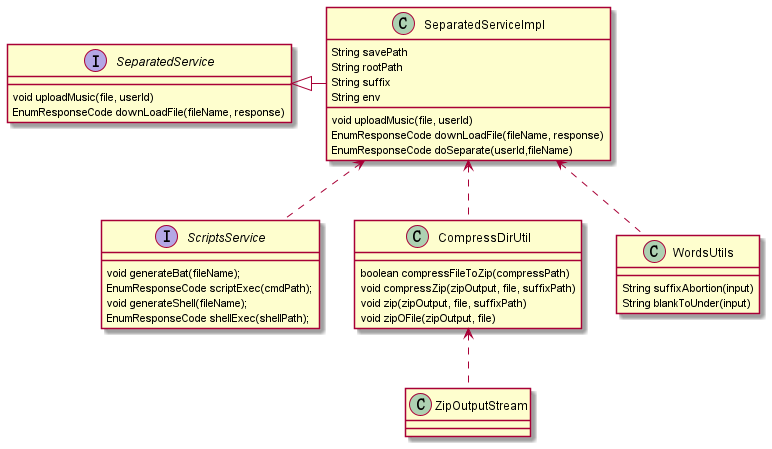 I SeparatedService
void uploadMusic(file, userId)
EnumResponseCode downLoadFile(fileName, response)
C SeparatedServiceImpl
String savePath
String rootPath
String suffix
String env
void uploadMusic(file, userId)
EnumResponseCode downLoadFile(fileName, response)
EnumResponseCode doSeparate(userId,fileName)
I ScriptsService
void generateBat(fileName);
EnumResponseCode scriptExec(cmdPath);
void generateShell(fileName);
EnumResponseCode shellExec(shellPath);
C CompressDirUtil
boolean compressFileToZip(compressPath)
void compressZip(zipOutput, file, suffixPath)
void zip(zipOutput, file, suffixPath)
void zipOFile(zipOutput, file)
C WordsUtils
String suffixAbortion(input)
String blankToUnder(input)
C ZipOutputStream